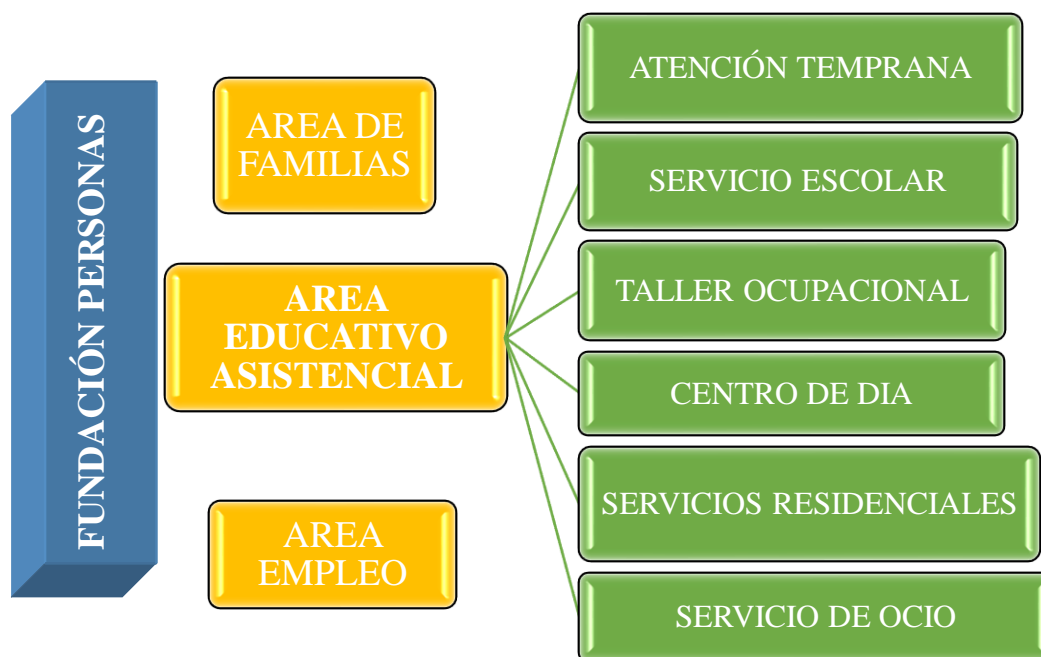 FUNDACIÓN PERSONAS
AREA DE
FAMILIAS
AREA
EDUCATIVO
ASISTENCIAL
AREA
EMPLEO
ATENCIÓN TEMPRANA
SERVICIO ESCOLAR
TALLER OCUPACIONAL
CENTRO DE DIA
SERVICIOS RESIDENCIALES
SERVICIO DE OCIO